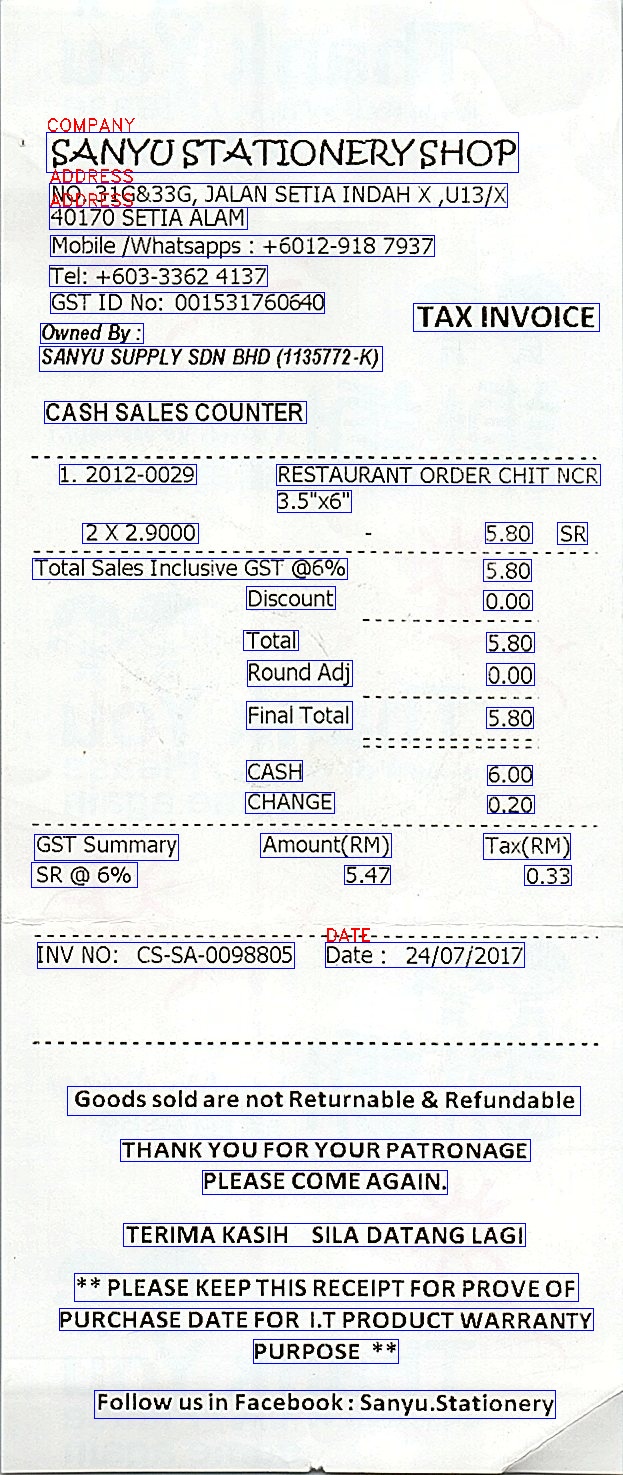 COMPANY
SANYU STATIONERY SHOP
ADDRESS
NO. 31G&33G, JALAN SETIA INDAH X ,U13/X
ADDRESS
40170 SETIA ALAM
Mobile /Whatsapps : +6012-918 7937
Tel: +603-3362 4137
GST ID No: 001531760640
TAX INVOICE
Owned By :
SANYU SUPPLY SDN BHD (1135772-K)
CASH SALES COUNTER
1. 2012-0029 RESTAURANT ORDER CHIT NCR
3.5"x6"
2 X 2.9000 - 5.80 SR
Total Sales Inclusive GST @6% 5.80
Discount 0.00
Total 5.80
Round Adj 0.00
Final Total 5.80
CASH 6.00
CHANGE 0.20
GST Summary Amount(RM) Tax(RM)
SR @ 6% 5.47 0.33
DATE
INV NO: CS-SA-0098805 Date : 24/07/2017
Goods sold are not Returnable & Refundable
THANK YOU FOR YOUR PATRONAGE
PLEASE COME AGAIN.
TERIMA KASIH SILA DATANG LAGI
** PLEASE KEEP THIS RECEIPT FOR PROVE OF
PURCHASE DATE FOR I.T PRODUCT WARRANTY
PURPOSE **
Follow us in Facebook : Sanyu.Stationery